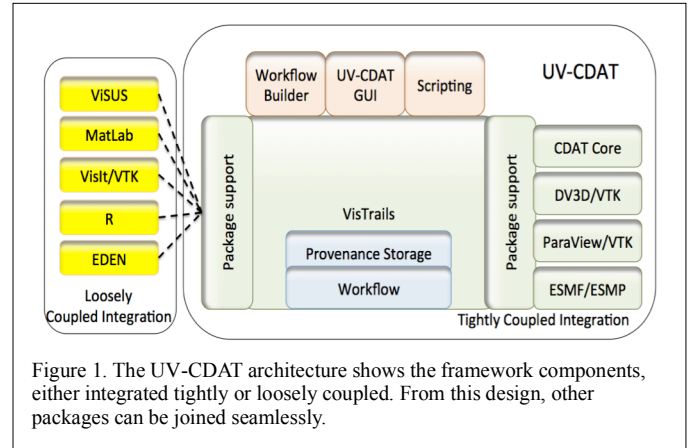 ViSUS
MatLab
VisIt/VTK
R
EDEN
Loosely
Coupled Integration
UV-CDAT
Workflow
Builder
UV-CDAT
GUI
Scripting
Package support
VisTrails
Provenance Storage
Workflow
Package support
CDAT Core
DV3D/VTK
ParaView/VTK
ESMF/ESMP
Tightly Coupled Integration
Figure 1. The UV-CDAT architecture shows the framework components,
either integrated tightly or loosely coupled. From this design, other
packages can be joined seamlessly.